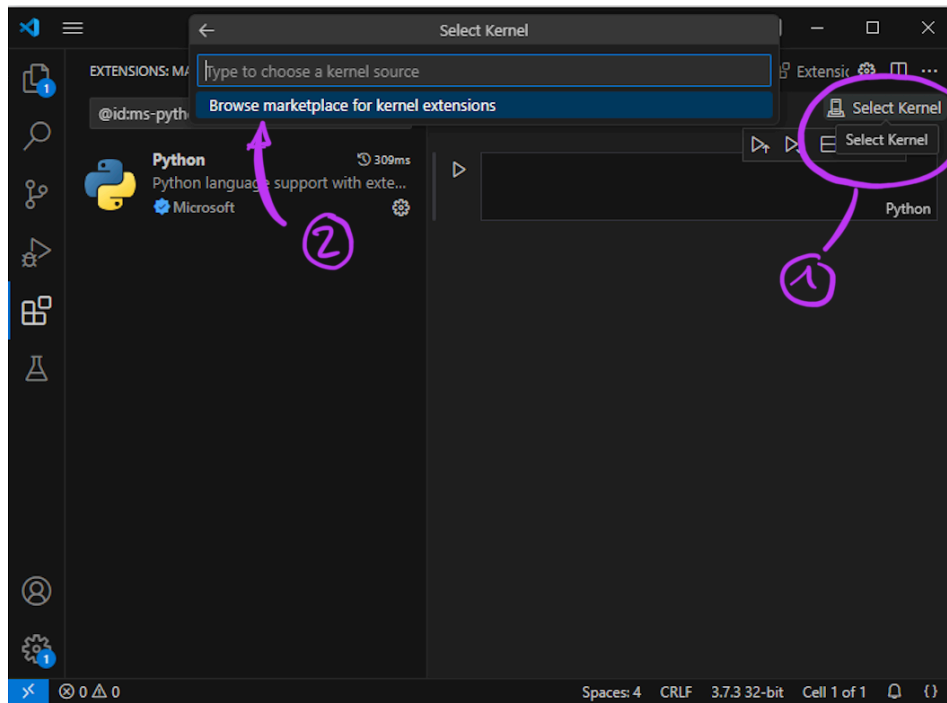 Select Kernel
EXTENSIONS: MA
Type to choose a kernel source
Extensic
Browse marketplace for kernel extensions
@id:ms-pytho
Select Kernel
Select Kernel
Python
309ms
Python language support with exte...
Microsoft
Python
1
2
1
1
0 0
Spaces: 4 CRLF 3.7.3 32-bit Cell 1 of 1 {}